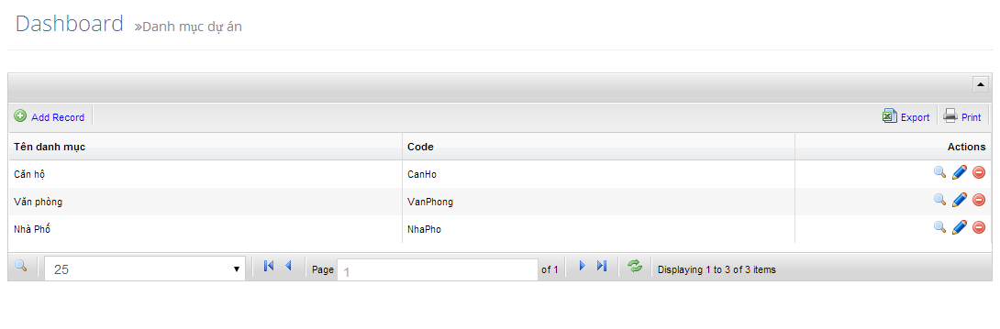 Dashboard »Danh mục dự án
Add Record Export Print
Tên danh mục Code Actions
Căn hộ CanHo
Văn phòng VanPhong
Nhà Phố NhaPho
25 Page 1 of 1 Displaying 1 to 3 of 3 items